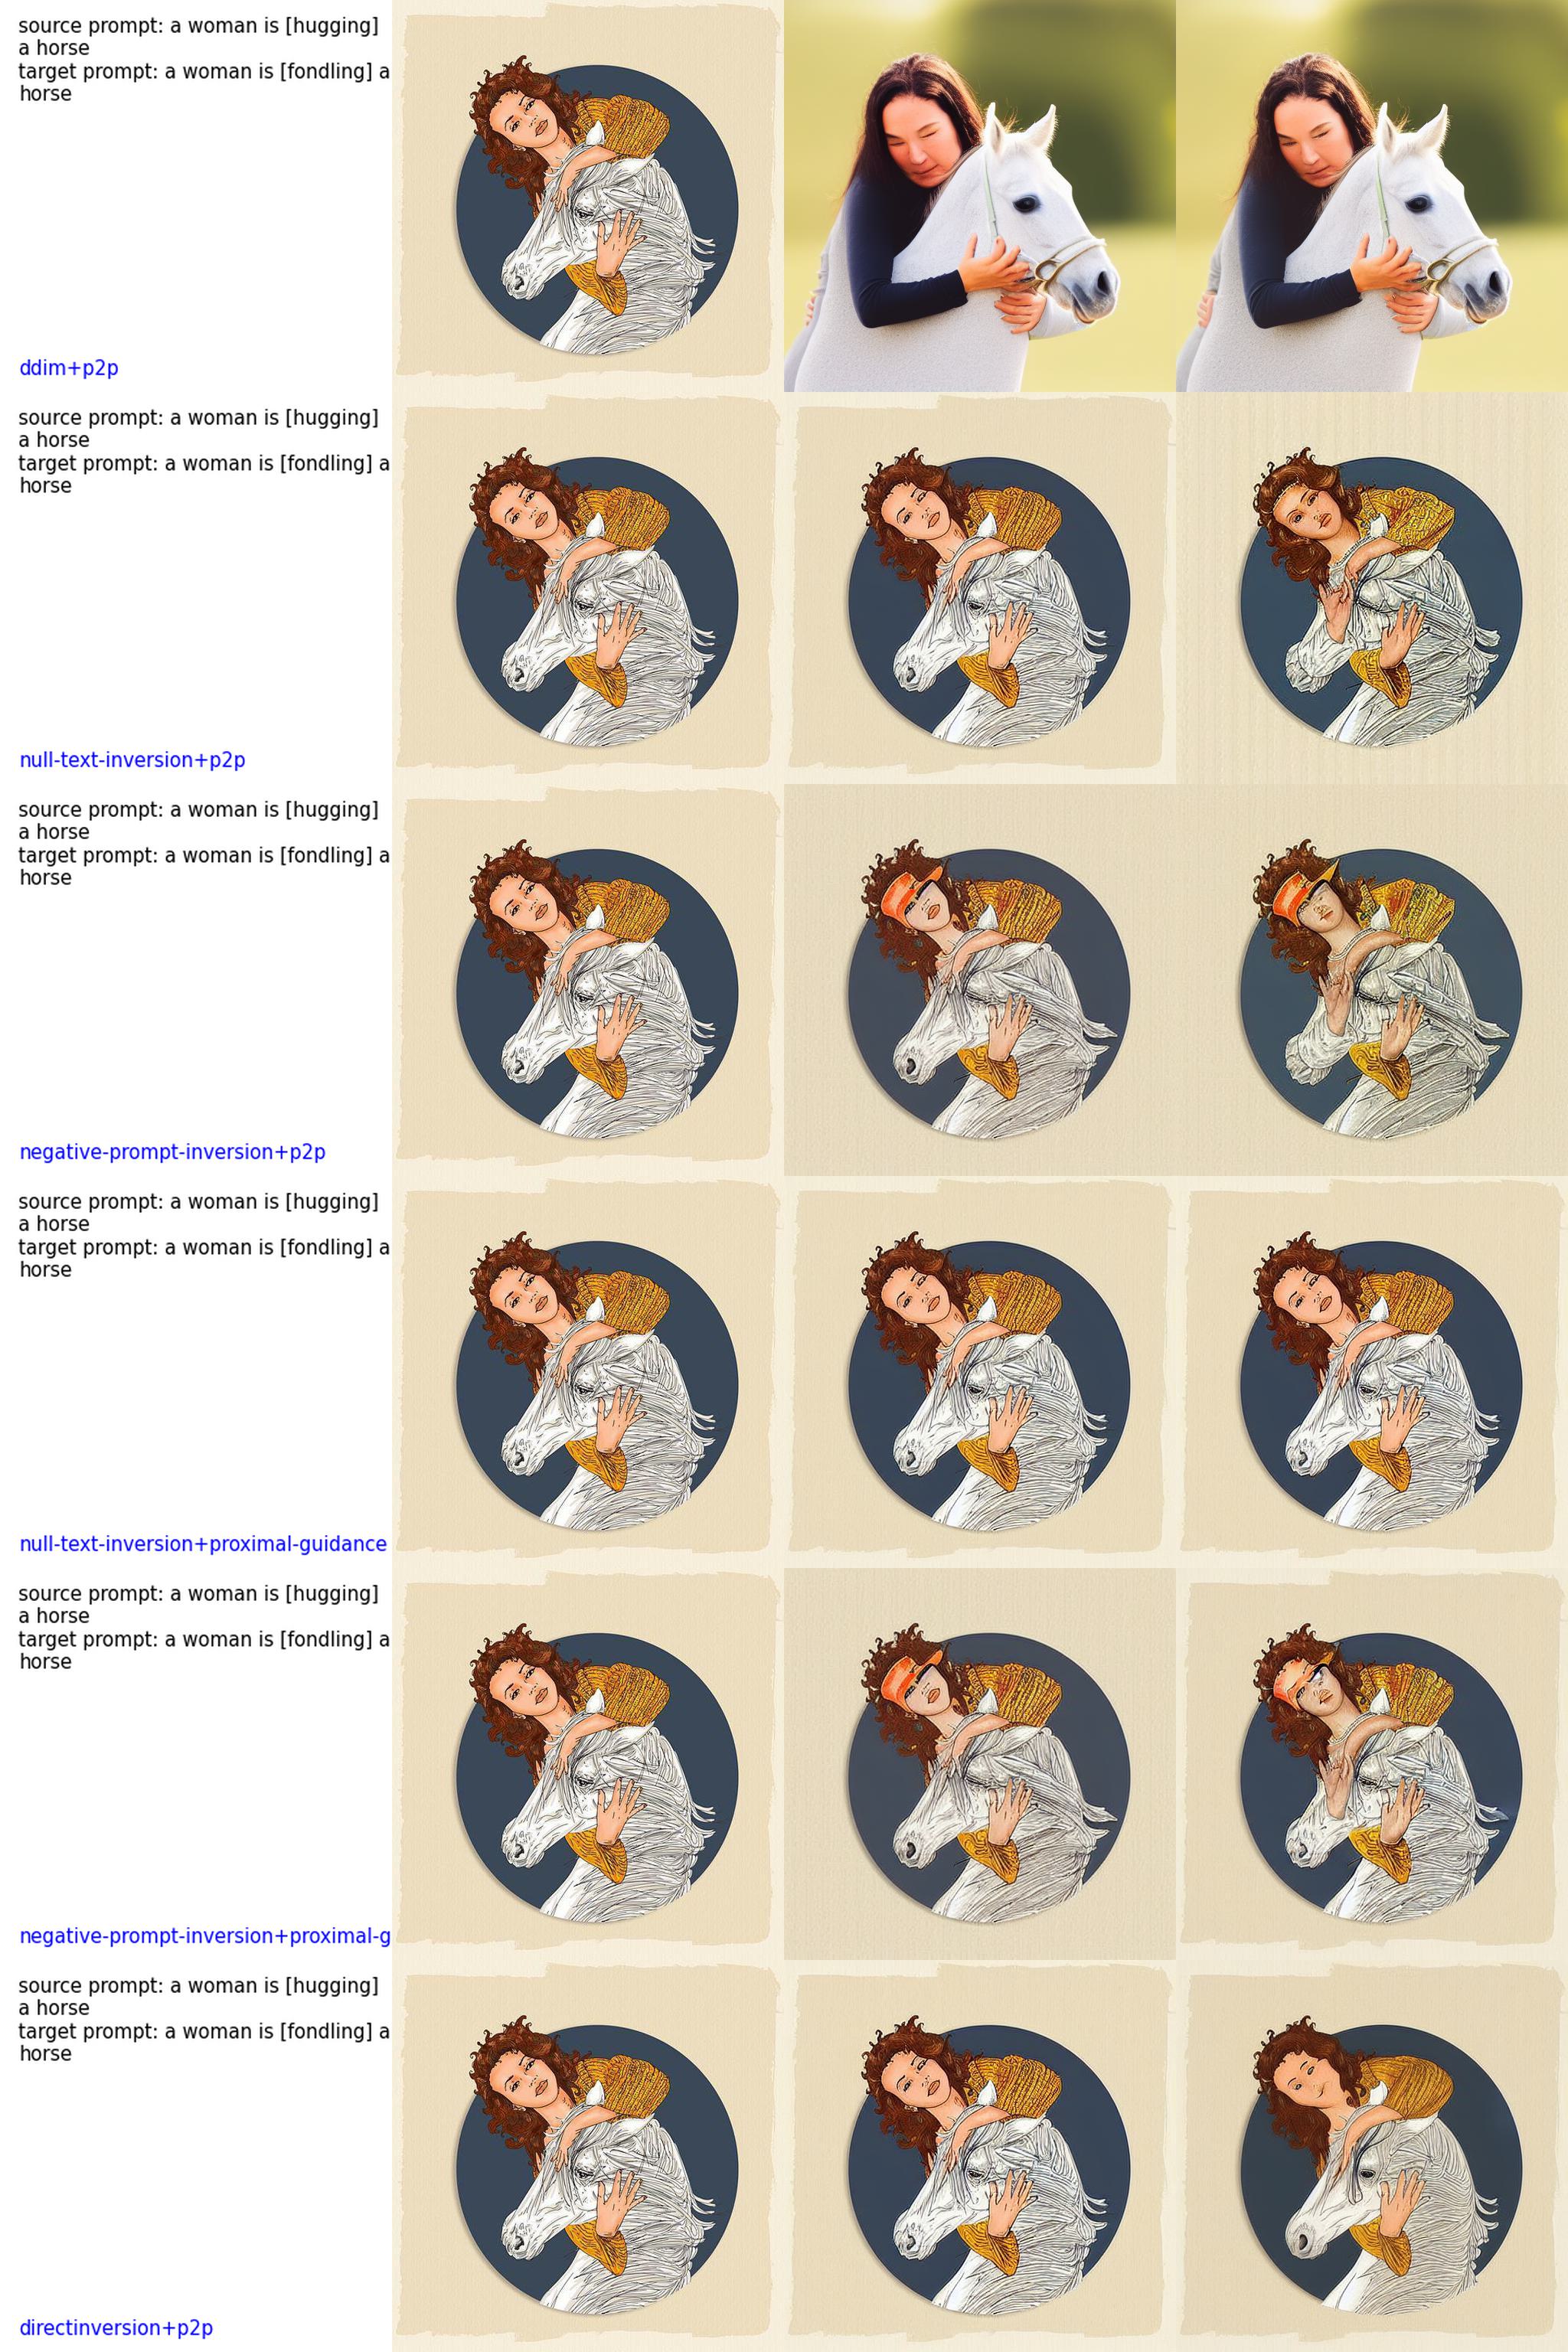 source prompt: a woman is [hugging]
a horse
target prompt: a woman is [fondling] a
horse
ddim+p2p
source prompt: a woman is [hugging]
a horse
target prompt: a woman is [fondling] a
horse
null-text-inversion+p2p
source prompt: a woman is [hugging]
a horse
target prompt: a woman is [fondling] a
horse
negative-prompt-inversion+p2p
source prompt: a woman is [hugging]
a horse
target prompt: a woman is [fondling] a
horse
null-text-inversion+proximal-guidance
source prompt: a woman is [hugging]
a horse
target prompt: a woman is [fondling] a
horse
negative-prompt-inversion+proximal-g
source prompt: a woman is [hugging]
a horse
target prompt: a woman is [fondling] a
horse
directinversion+p2p